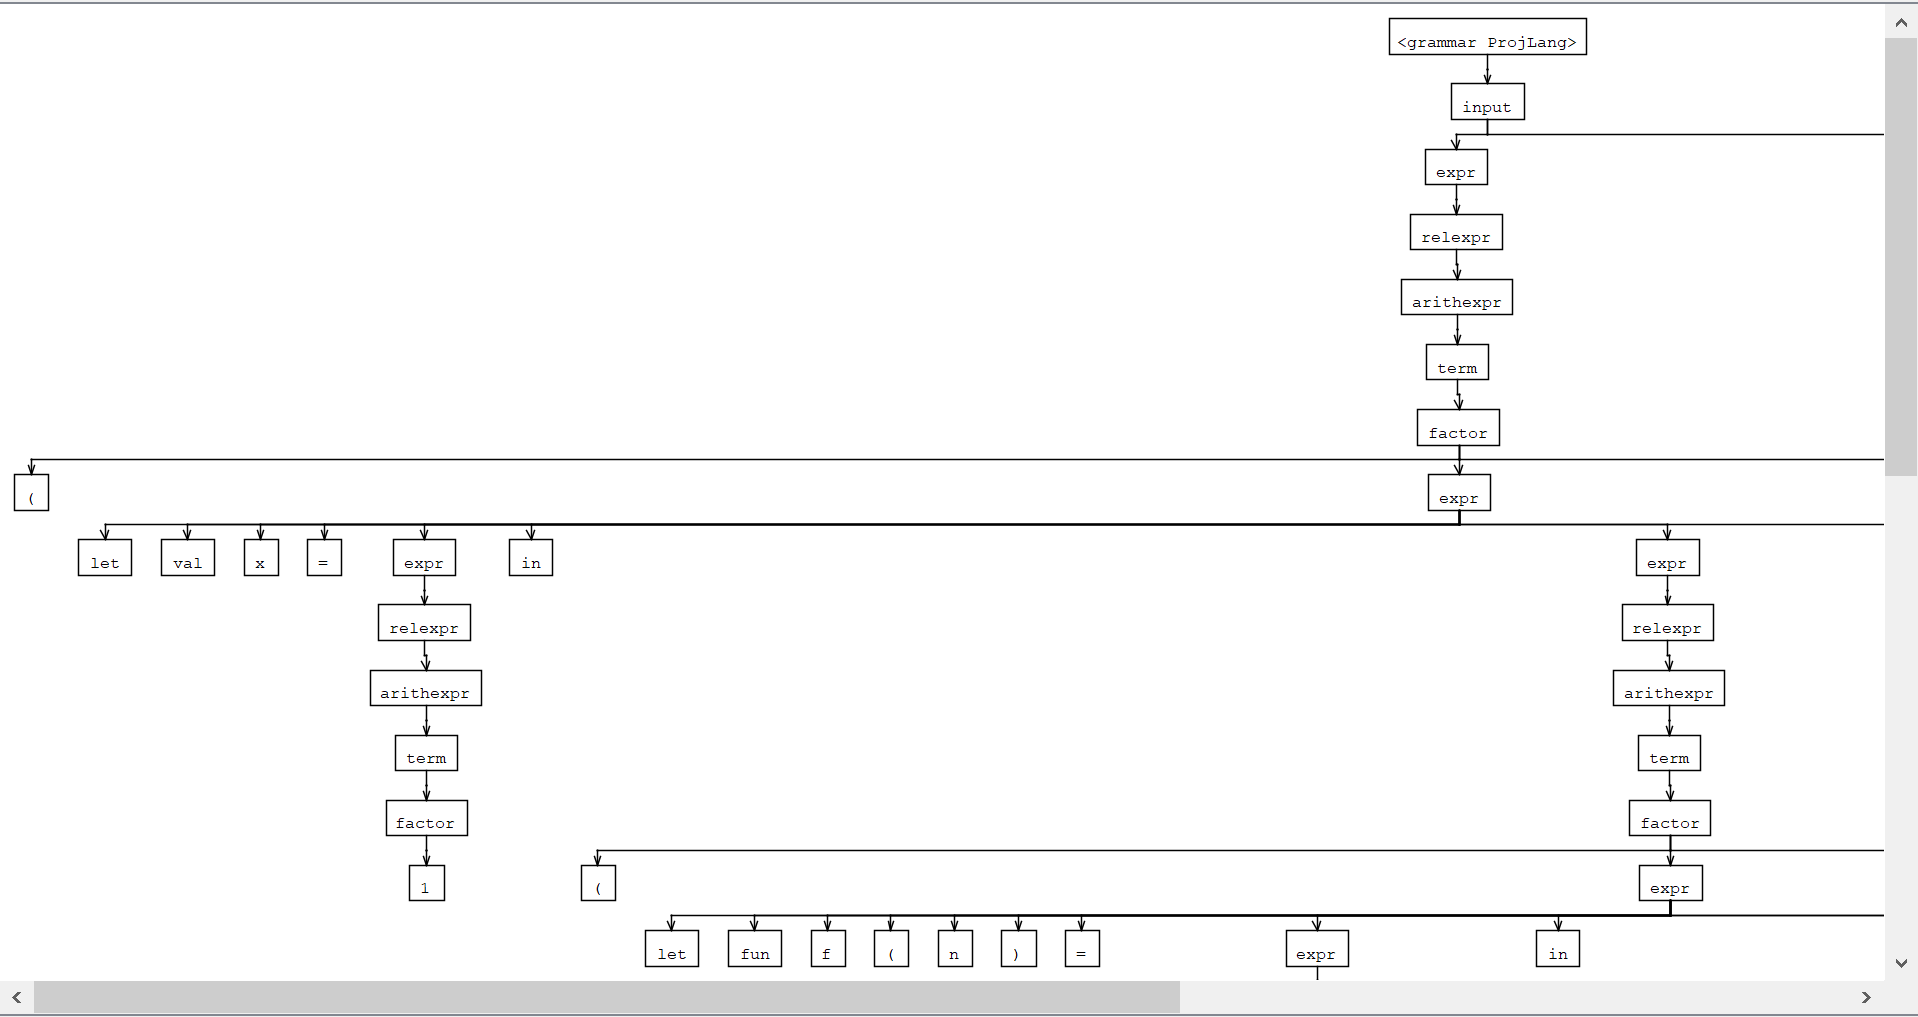 <grammar ProjLang>
input
expr
relexpr
arithexpr
term
factor
( expr
let val x = expr in expr
relexpr relexpr
arithexpr arithexpr
term term
factor factor
1 ( expr
let fun f ( n ) = expr in